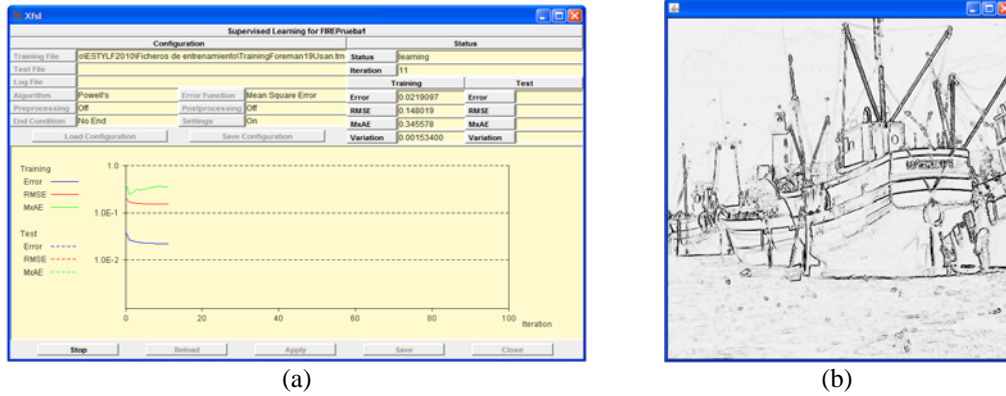 Xfsl
Supervised Learning for FIREPrueba1
Configuration
Status
Training File o\ESTYLF2010\Ficheros de entrenamiento\TrainingForeman19Usan.trn
Test File
Log File
Algorithm Powell's Error Function Mean Square Error
Preprocessing Off Postprocessing Off
End Condition No End Settings On
Load Configuration Save Configuration
Status learning
Iteration 11
Training Test
Error 0.0219097 Error
RMSE 0.148019 RMSE
MxAE 0.345578 MxAE
Variation 0.00153400 Variation
Training
Error
RMSE
MxAE
Test
Error
RMSE
MxAE
1.0
1.0E-1
1.0E-2
0 20 40 60 80 100
Iteration
Stop Reload Apply Save Close
(a) (b)